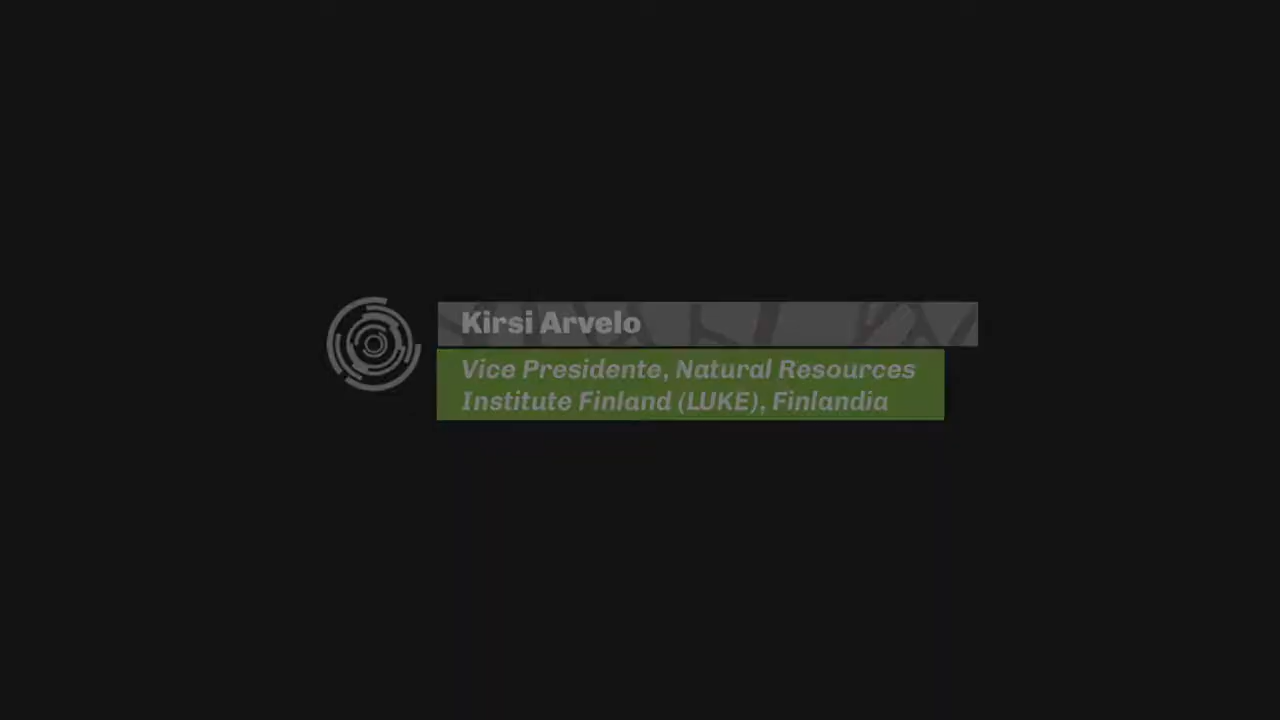 Kirsi Arvelo
Vice Presidente, Natural Resources
Institute Finland (LUKE), Finlandia